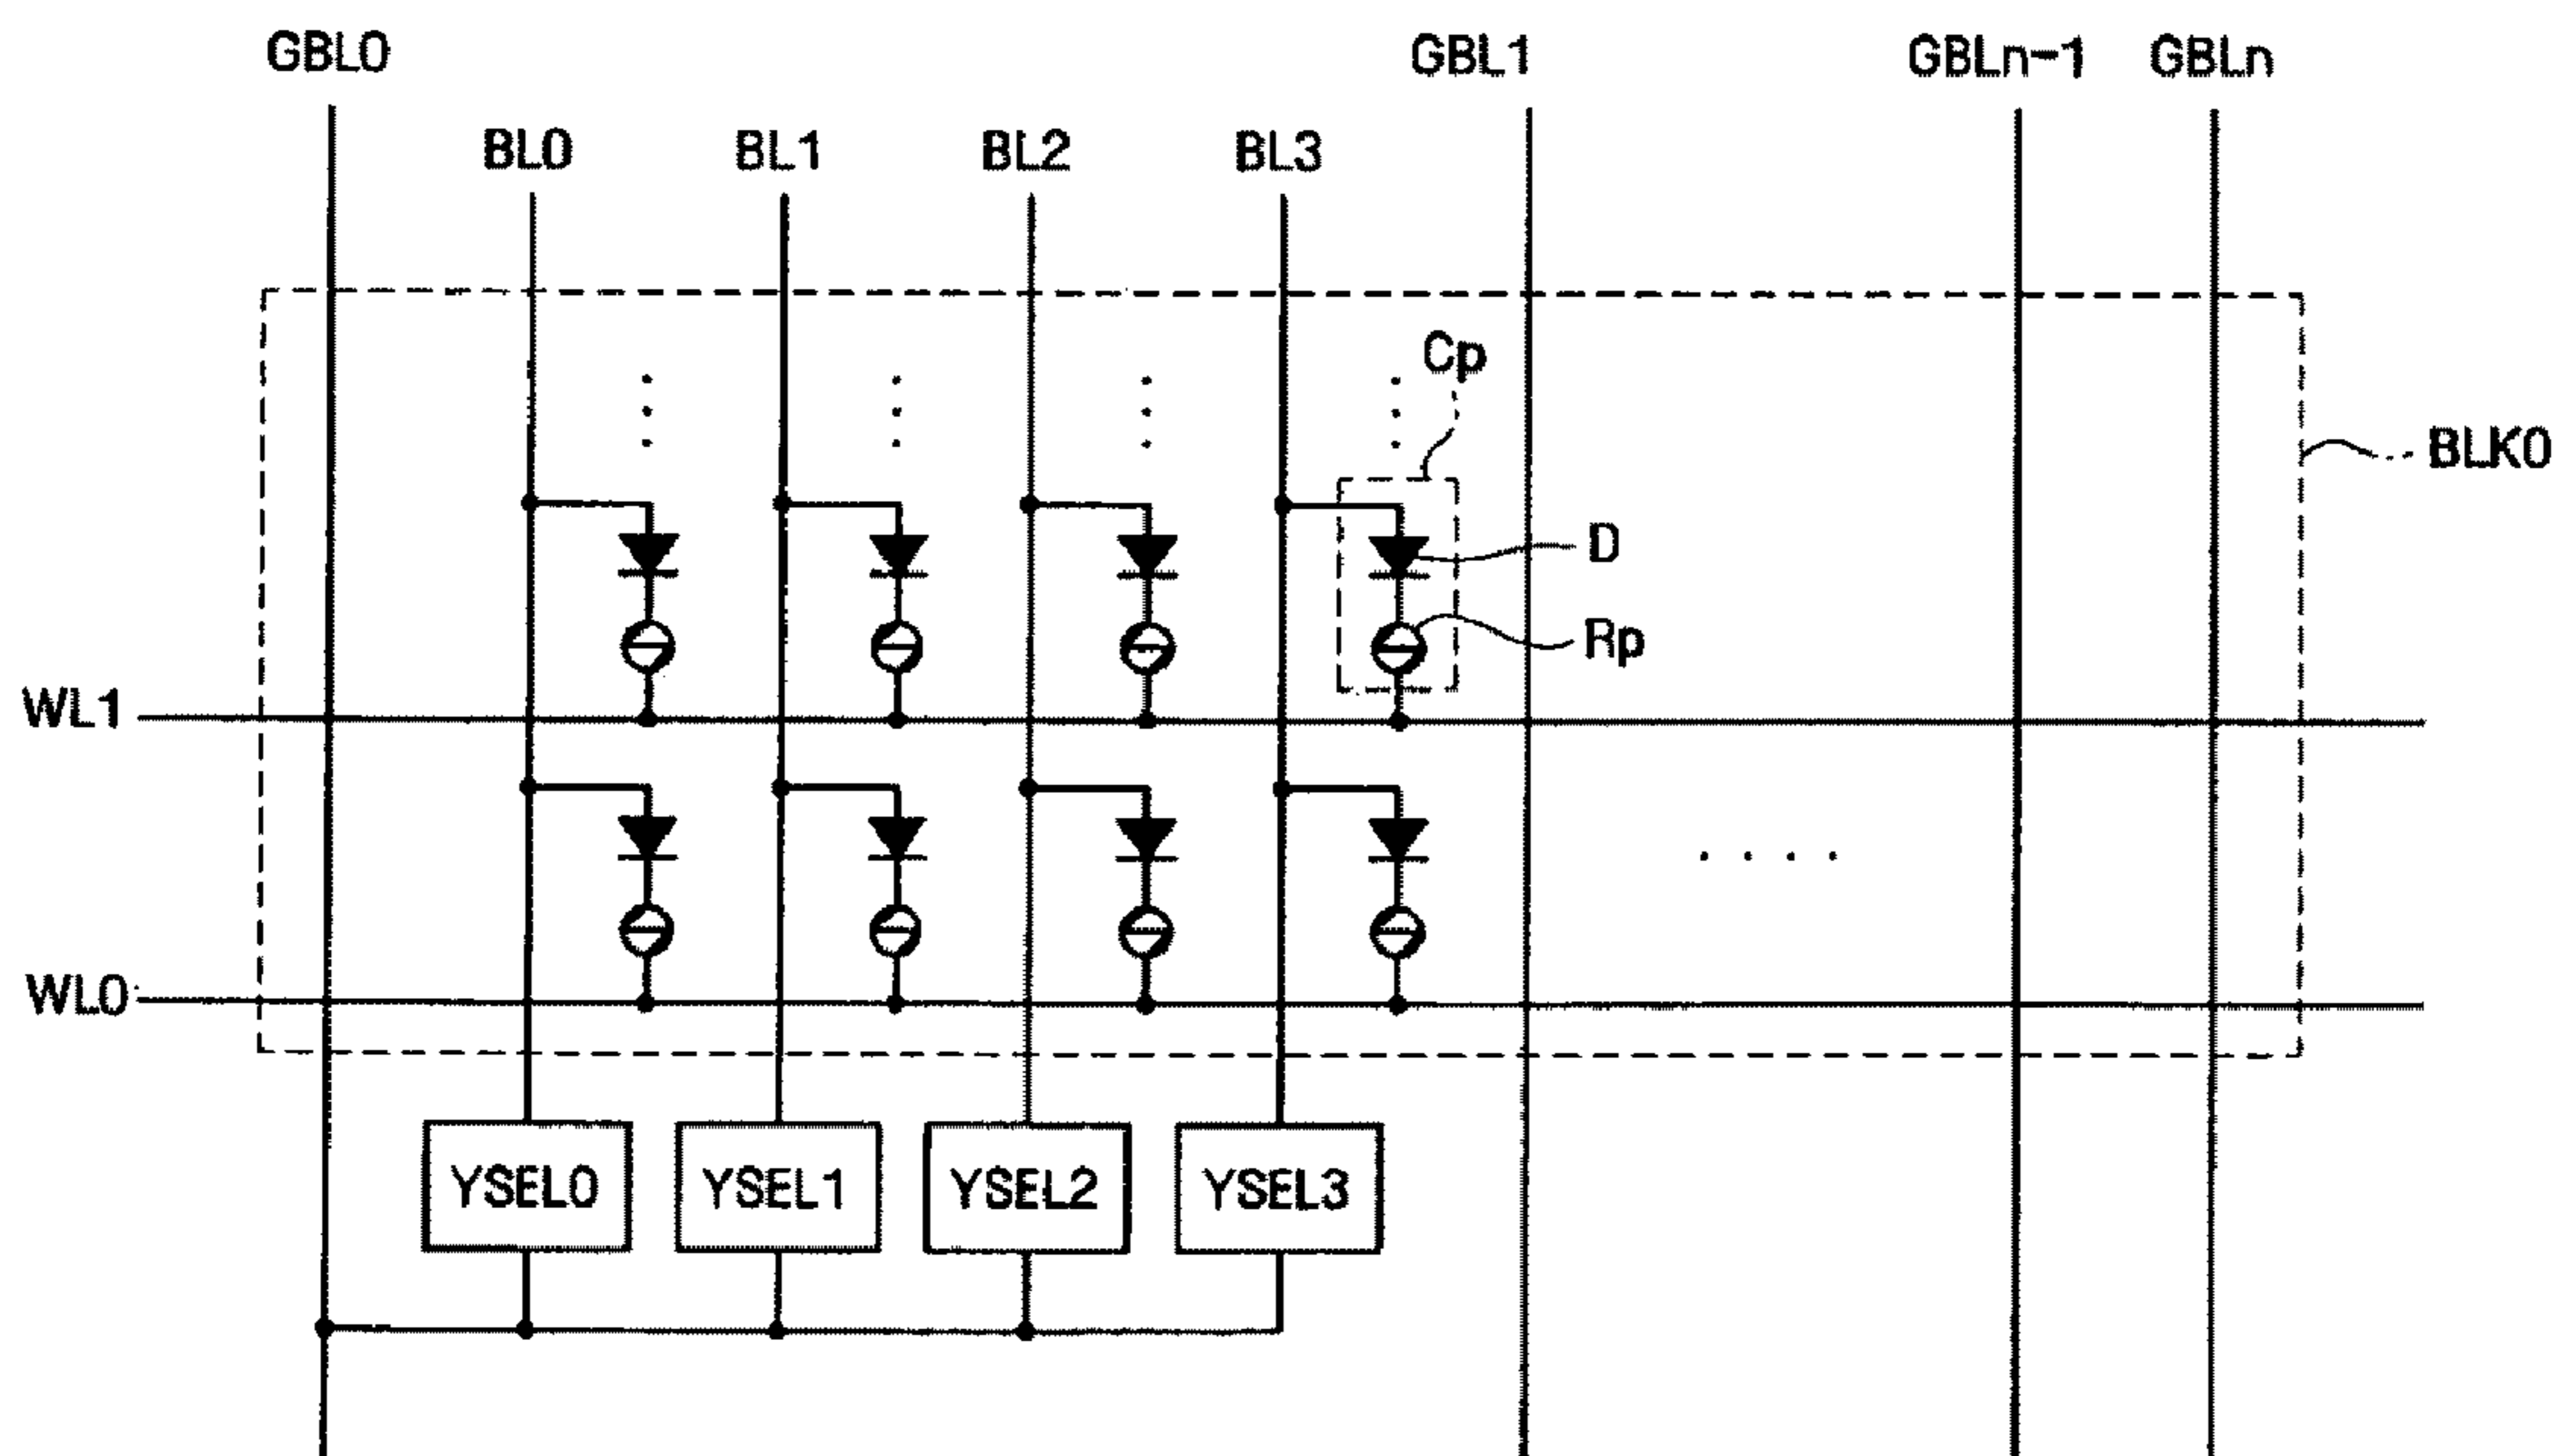 GBL0
GBL1
GBLn-1
GBLn
BL0
BL1
BL2
BL3
Cp
BLK0
D
Rp
WL1
WL0
YSEL0
YSEL1
YSEL2
YSEL3